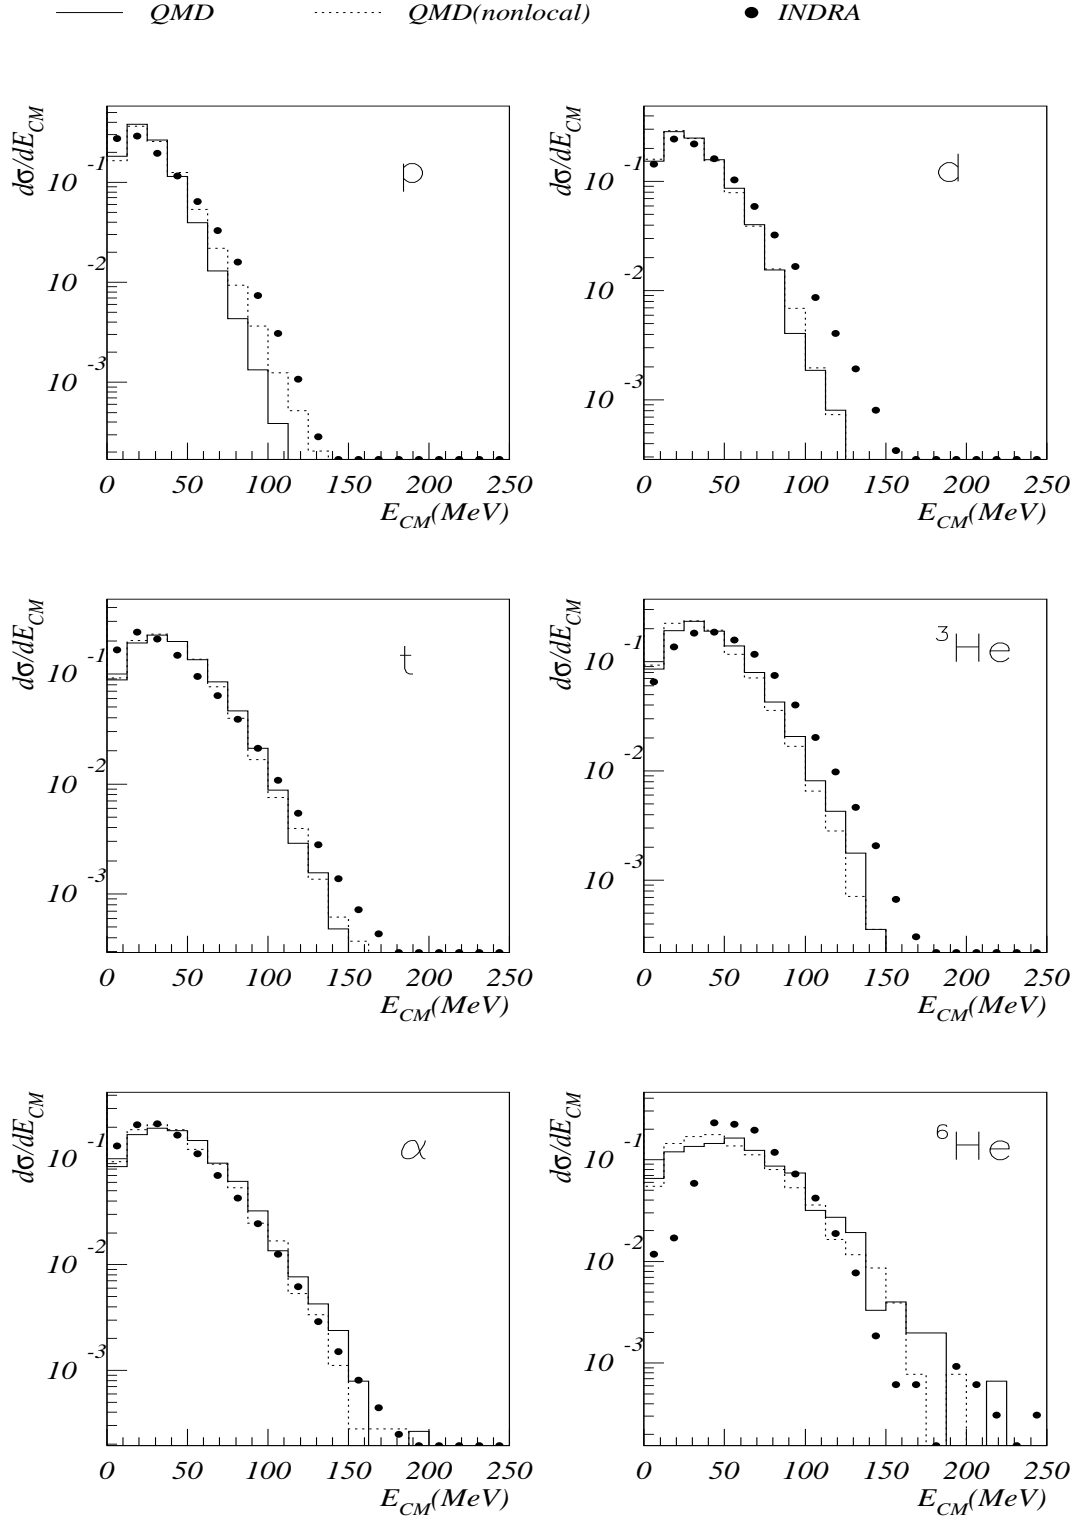 QMD QMD(nonlocal) INDRA
dσ/dE_CM p 10^-1 10^-2 10^-3
0 50 100 150 200 250
E_CM(MeV)
dσ/dE_CM d 10^-1 10^-2 10^-3
0 50 100 150 200 250
E_CM(MeV)
dσ/dE_CM t 10^-1 10^-2 10^-3
0 50 100 150 200 250
E_CM(MeV)
dσ/dE_CM ^3He 10^-1 10^-2 10^-3
0 50 100 150 200 250
E_CM(MeV)
dσ/dE_CM α 10^-1 10^-2 10^-3
0 50 100 150 200 250
E_CM(MeV)
dσ/dE_CM ^6He 10^-1 10^-2 10^-3
0 50 100 150 200 250
E_CM(MeV)